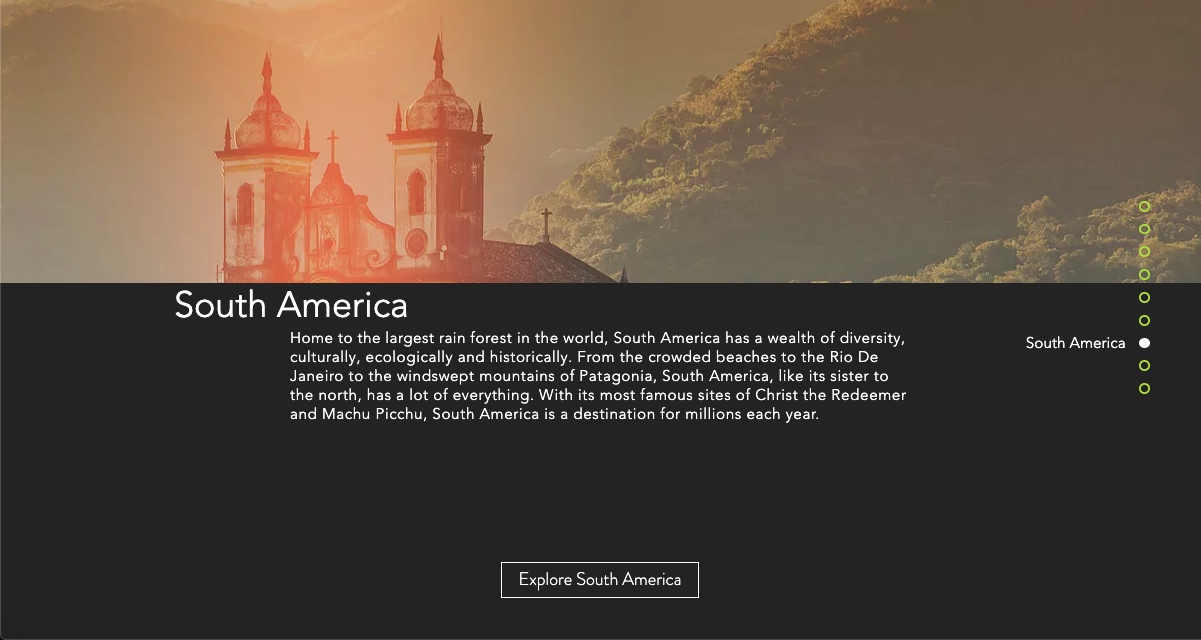 South America
Home to the largest rain forest in the world, South America has a wealth of diversity,
culturally, ecologically and historically. From the crowded beaches to the Rio De
Janeiro to the windswept mountains of Patagonia, South America, like its sister to
the north, has a lot of everything. With its most famous sites of Christ the Redeemer
and Machu Picchu, South America is a destination for millions each year.
South America
Explore South America